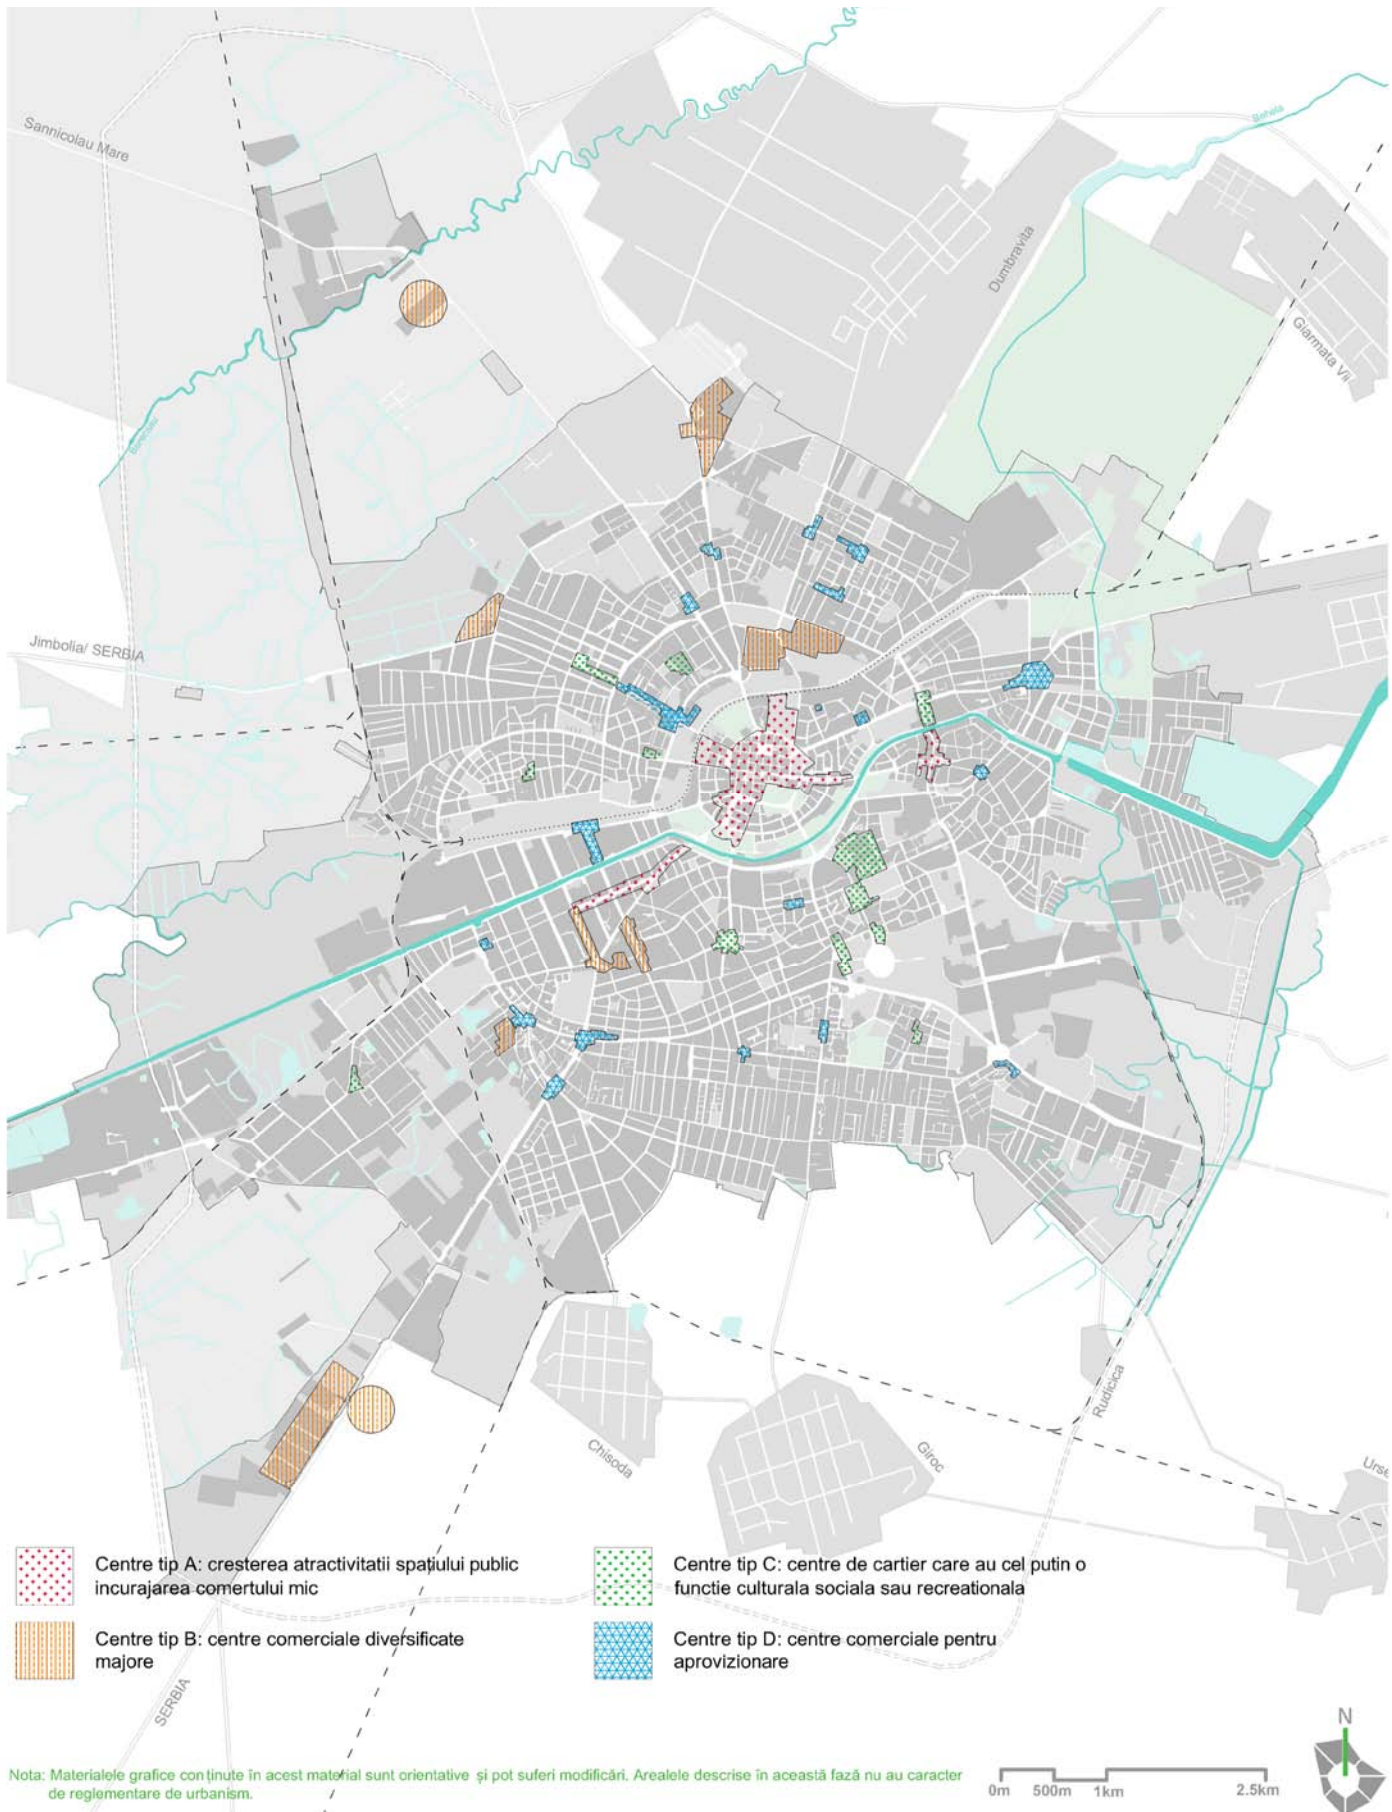 Sannicolau Mare
Behela
Dumbravita
Giarmata Vii
Jimbolia/ SERBIA
Rudicica
Chisoda
Giroc
Urse
SERBIA
Centre tip A: cresterea atractivitatii spațiului public
incurajarea comertului mic
Centre tip B: centre comerciale diversificate
majore
Centre tip C: centre de cartier care au cel putin o
functie culturala sociala sau recreationala
Centre tip D: centre comerciale pentru
aprovizionare
N
Nota: Materialele grafice conținute în acest material sunt orientative și pot suferi modificări. Arealele descrise în această fază nu au caracter
de reglementare de urbanism.
0m 500m 1km 2.5km